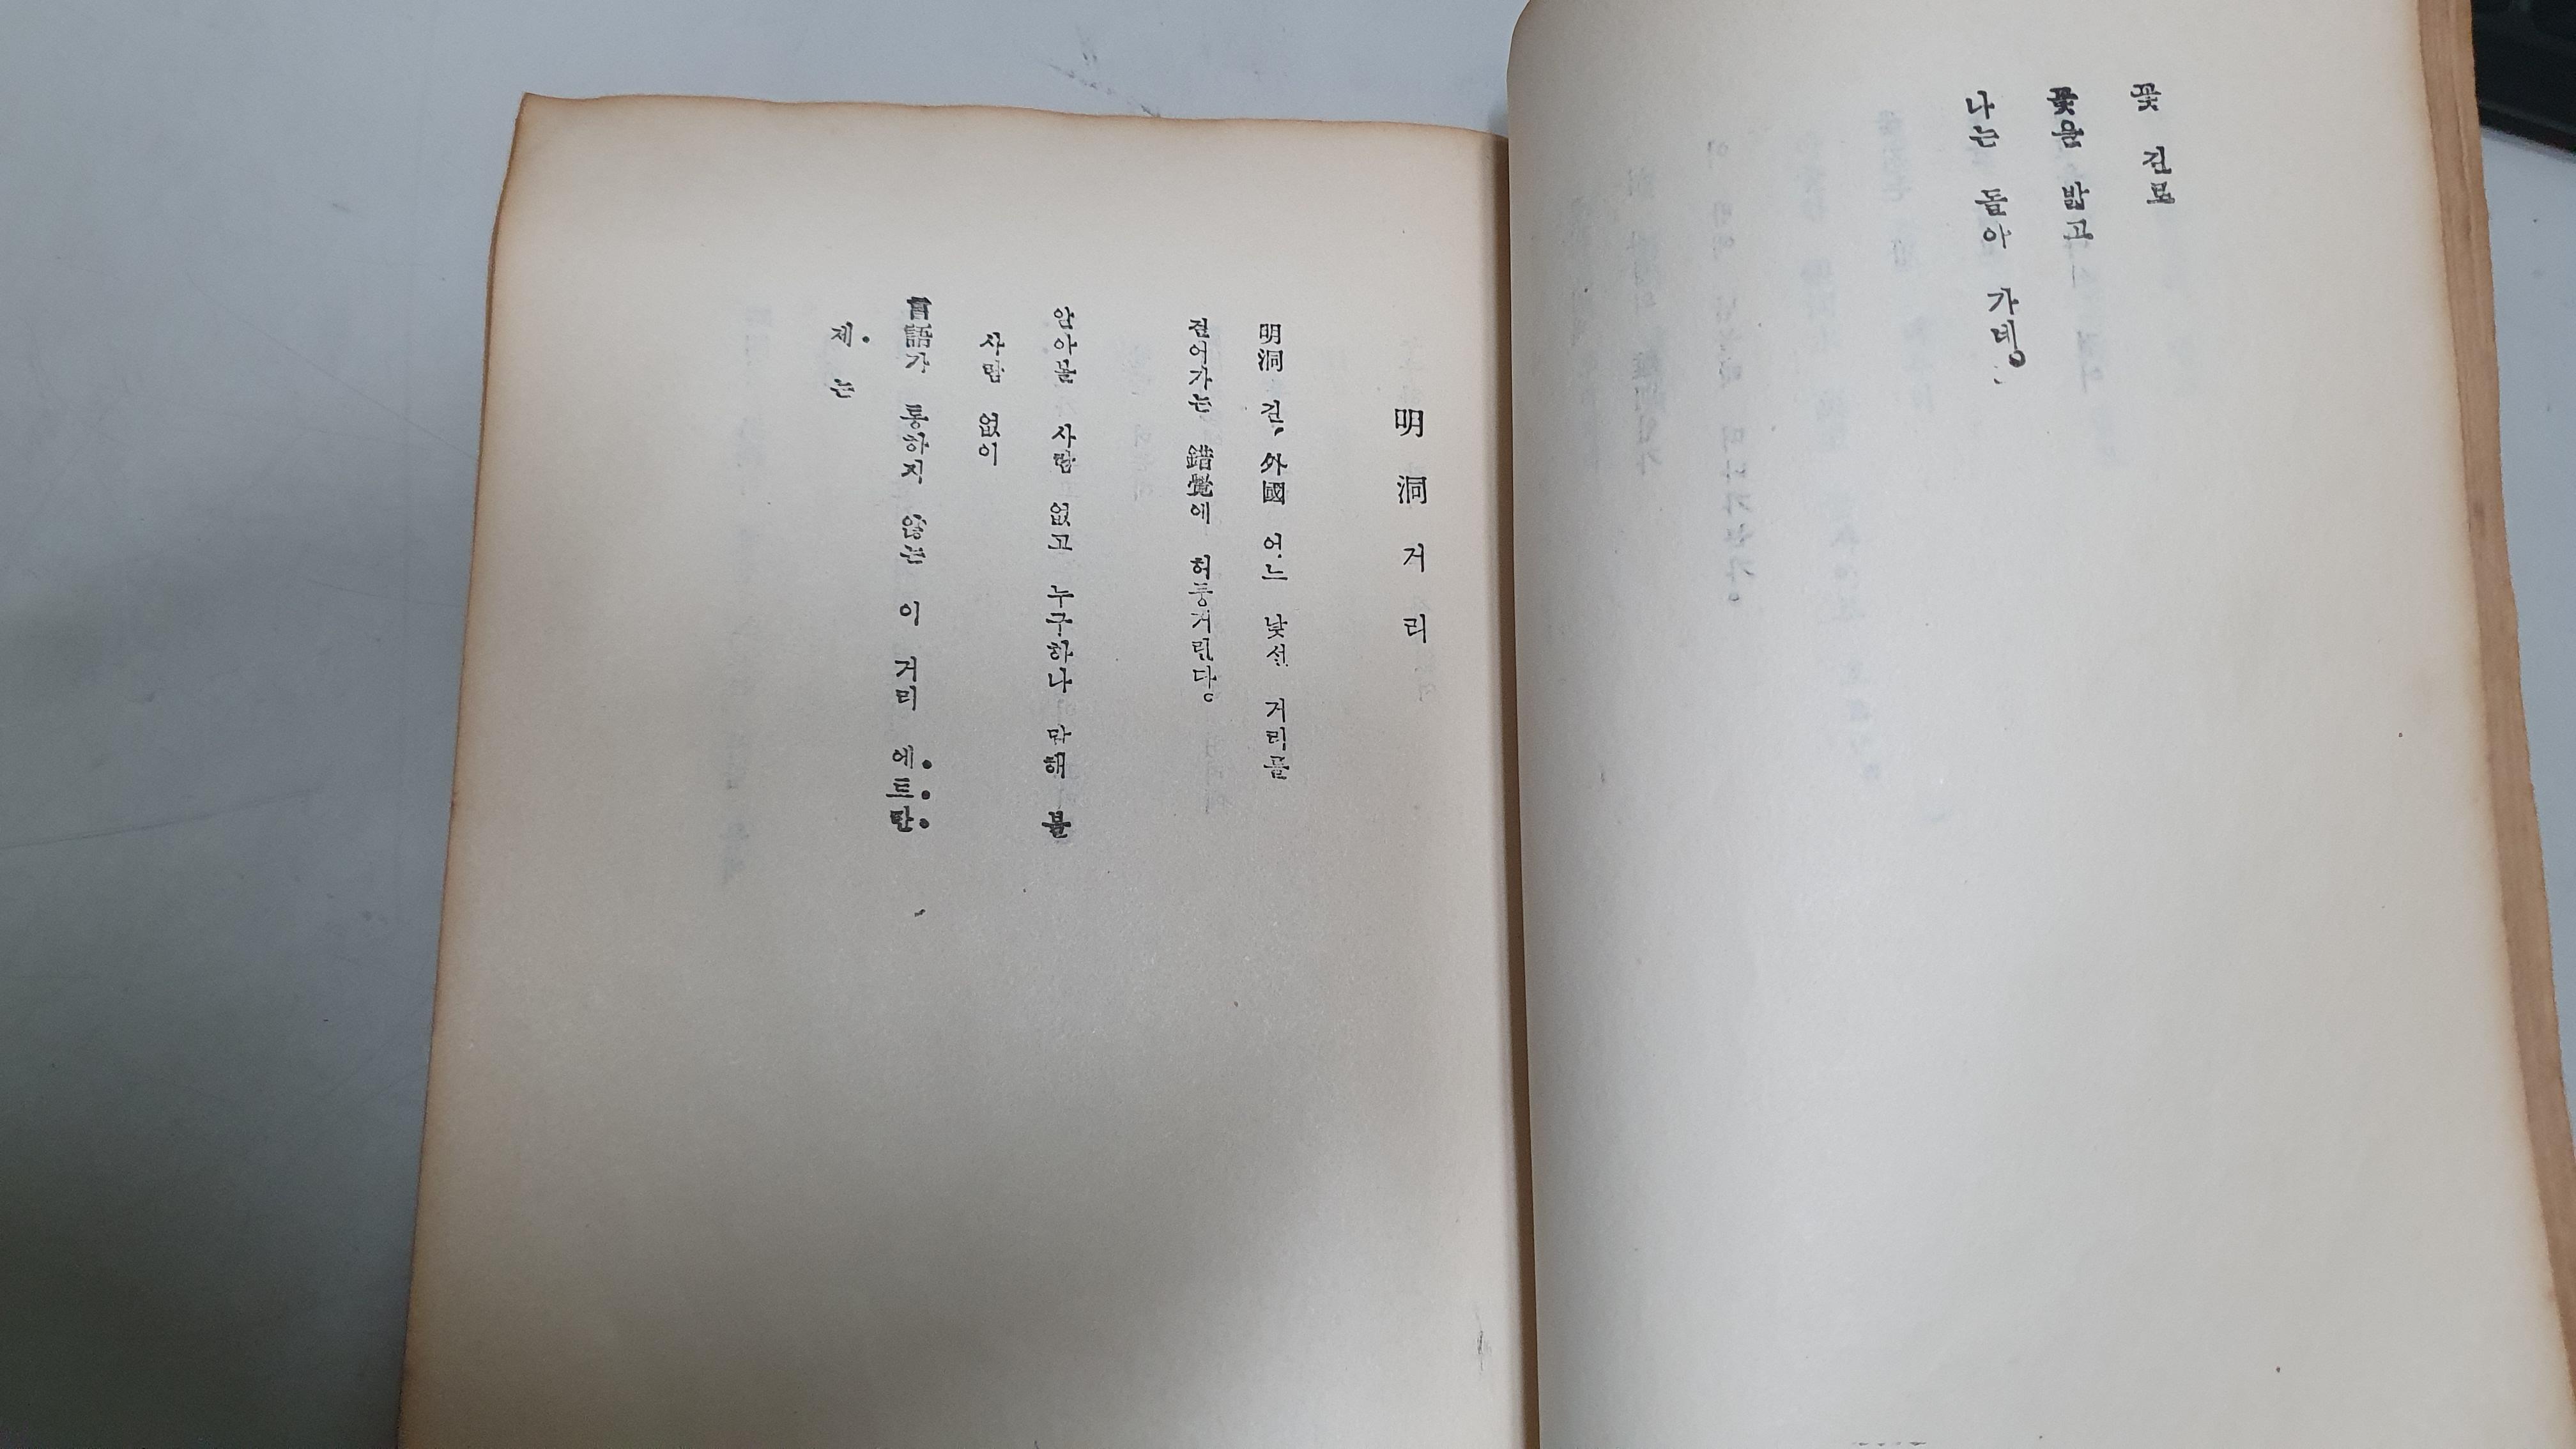 꽃 길로
꽃을 밟고
나는 돌아 가네。
明洞거리
明洞 길, 外國 어느 낯선 거리를
걸어가는 錯覺에 허둥거린다。
알아볼 사람 없고 누구하나 말해 볼
사람 없이
言語가 통하지 않는 이 거리 에트랑
제는